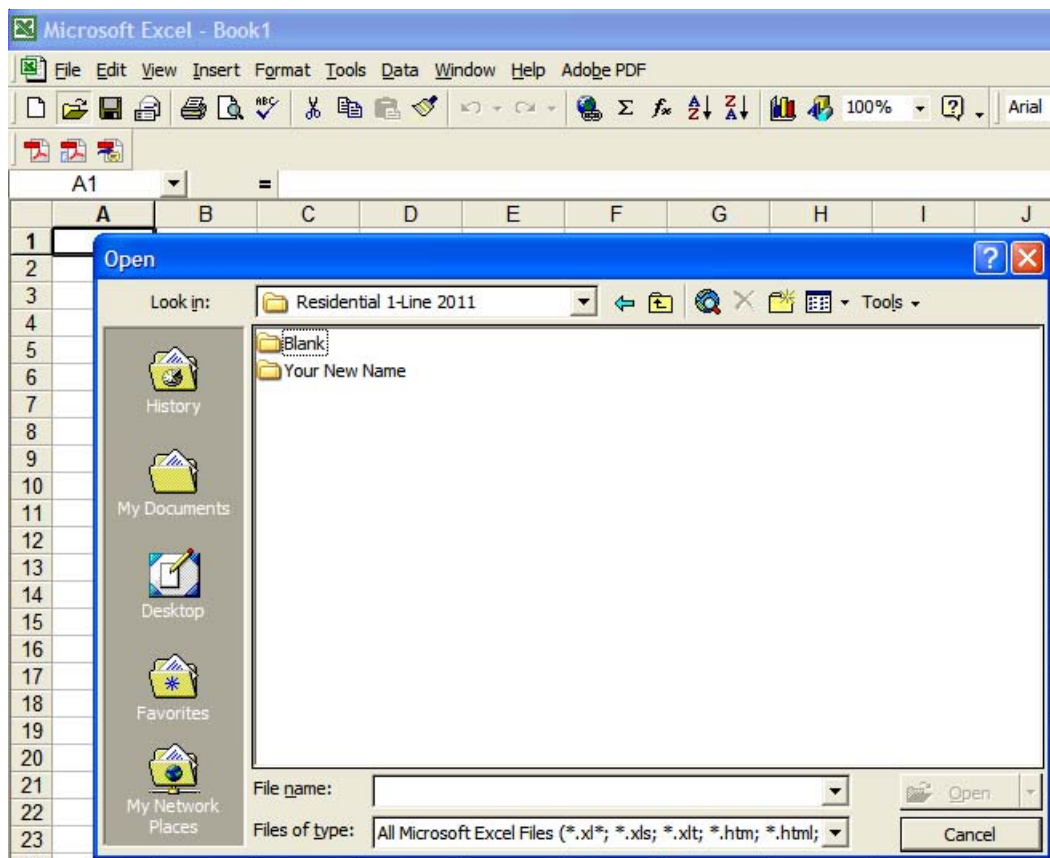 Microsoft Excel - Book1
File Edit View Insert Format Tools Data Window Help Adobe PDF
ABC Σ fx A Z Z A 100% ? Arial
A1 =
A B C D E F G H I J
1
2
3
4
5
6
7
8
9
10
11
12
13
14
15
16
17
18
19
20
21
22
23
Open ?
Look in: Residential 1-Line 2011 Tools
Blank
Your New Name
History
My Documents
Desktop
Favorites
My Network
Places
File name: Open
Files of type: All Microsoft Excel Files (*.xl*; *.xls; *.xlt; *.htm; *.html; Cancel